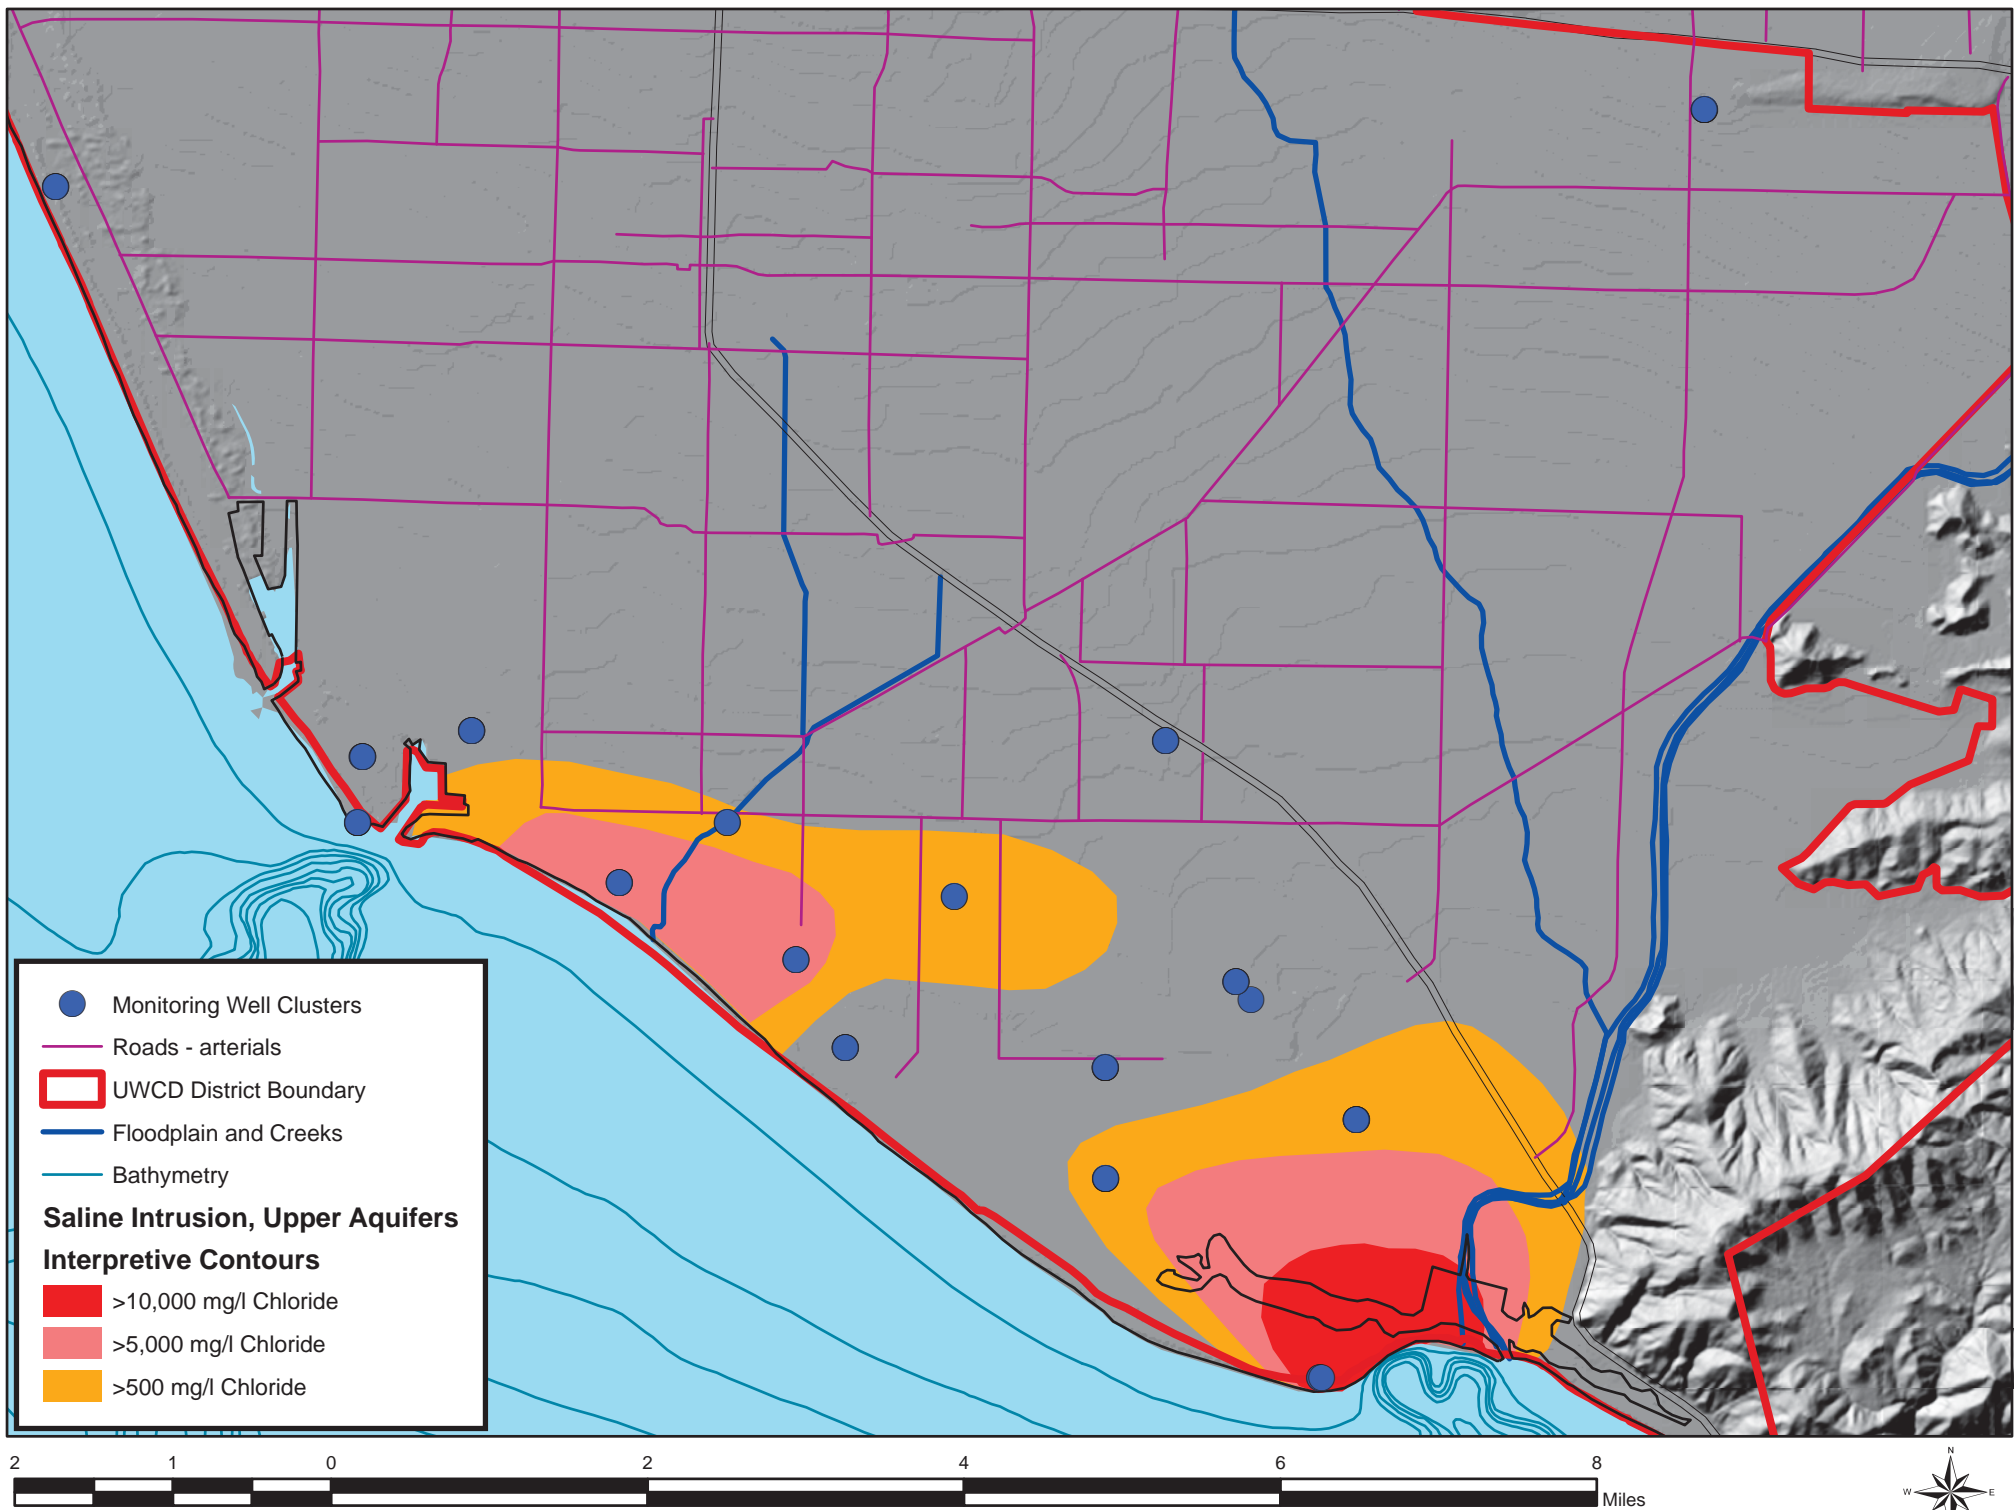 Monitoring Well Clusters
Roads - arterials
UWCD District Boundary
Floodplain and Creeks
Bathymetry
Saline Intrusion, Upper Aquifers
Interpretive Contours
>10,000 mg/l Chloride
>5,000 mg/l Chloride
>500 mg/l Chloride
2 1 0 2 4 6 8
Miles
N
W E